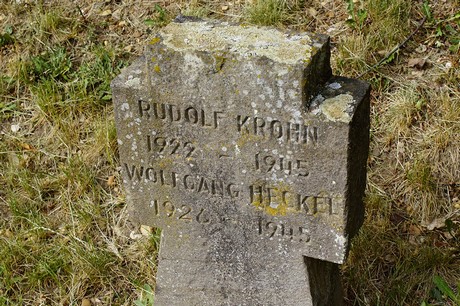 RUDOLF KROHN
1922 - 1945
WOLFGANG HECKEL
1926 - 1945